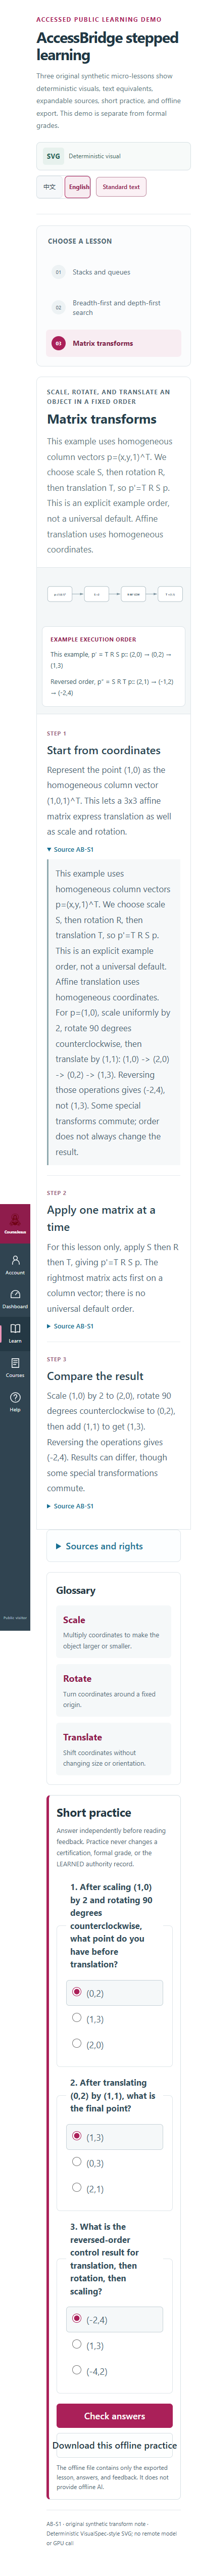 ACCESSED PUBLIC LEARNING DEMO
AccessBridge stepped
learning
Three original synthetic micro-lessons show
deterministic visuals, text equivalents,
expandable sources, short practice, and offline
export. This demo is separate from formal
grades.
SVG Deterministic visual
中文 English Standard text
CHOOSE A LESSON
01 Stacks and queues
02 Breadth-first and depth-first
search
03 Matrix transforms
SCALE, ROTATE, AND TRANSLATE AN
OBJECT IN A FIXED ORDER
Matrix transforms
This example uses homogeneous
column vectors p=(x,y,1)^T. We
choose scale S, then rotation R,
then translation T, so p'=T R S p.
This is an explicit example order,
not a universal default. Affine
translation uses homogeneous
coordinates.
EXAMPLE EXECUTION ORDER
This example, p' = T R S p: (2,0) → (0,2) →
(1,3)
Reversed order, p" = S R T p: (2,1) → (-1,2)
→ (-2,4)
STEP 1
Start from coordinates
Represent the point (1,0) as the
homogeneous column vector
(1,0,1)^T. This lets a 3x3 affine
matrix express translation as well
as scale and rotation.
▼ Source AB-S1
This example uses
homogeneous column vectors
p=(x,y,1)^T. We choose scale
S, then rotation R, then
translation T, so p'=T R S p.
This is an explicit example
order, not a universal default.
Affine translation uses
homogeneous coordinates.
For p=(1,0), scale uniformly by
2, rotate 90 degrees
counterclockwise, then
translate by (1,1): (1,0) -> (2,0)
-> (0,2) -> (1,3). Reversing
those operations gives (-2,4),
not (1,3). Some special
transforms commute; order
does not always change the
result.
STEP 2
Apply one matrix at a
time
For this lesson only, apply S then R
then T, giving p'=T R S p. The
rightmost matrix acts first on a
column vector; there is no
universal default order.
▶ Source AB-S1
STEP 3
Compare the result
Scale (1,0) by 2 to (2,0), rotate 90
degrees counterclockwise to (0,2),
then add (1,1) to get (1,3).
Reversing the operations gives
(-2,4). Results can differ, though
some special transformations
commute.
▶ Source AB-S1
Account
Dashboard
Learn
Courses
Help
Public visitor
▶ Sources and rights
Glossary
Scale
Multiply coordinates to make the
object larger or smaller.
Rotate
Turn coordinates around a fixed
origin.
Translate
Shift coordinates without
changing size or orientation.
Short practice
Answer independently before reading
feedback. Practice never changes a
certification, formal grade, or the
LEARNED authority record.
1. After scaling (1,0)
by 2 and rotating 90
degrees
counterclockwise,
what point do you
have before
translation?
(0,2)
(1,3)
(2,0)
2. After translating
(0,2) by (1,1), what is
the final point?
(1,3)
(0,3)
(2,1)
3. What is the
reversed-order
control result for
translation, then
rotation, then
scaling?
(-2,4)
(1,3)
(-4,2)
Check answers
Download this offline practice
The offline file contains only the exported
lesson, answers, and feedback. It does not
provide offline AI.
AB-S1 · original synthetic transform note ·
Deterministic VisualSpec-style SVG; no remote model
or GPU call